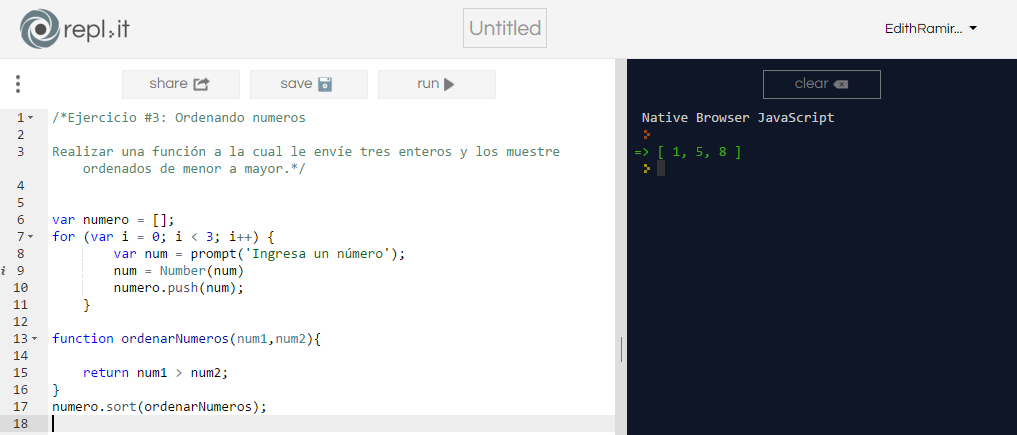 repl.it
Untitled
EdithRamir...
share
save
run
clear
1 /*Ejercicio #3: Ordenando numeros
2
3 Realizar una función a la cual le envíe tres enteros y los muestre
ordenados de menor a mayor.*/
4
5
6 var numero = [];
7 for (var i = 0; i < 3; i++) {
8 var num = prompt('Ingresa un número');
i 9 num = Number(num)
10 numero.push(num);
11 }
12
13 function ordenarNumeros(num1,num2){
14
15 return num1 > num2;
16 }
17 numero.sort(ordenarNumeros);
18
Native Browser JavaScript
=> [ 1, 5, 8 ]